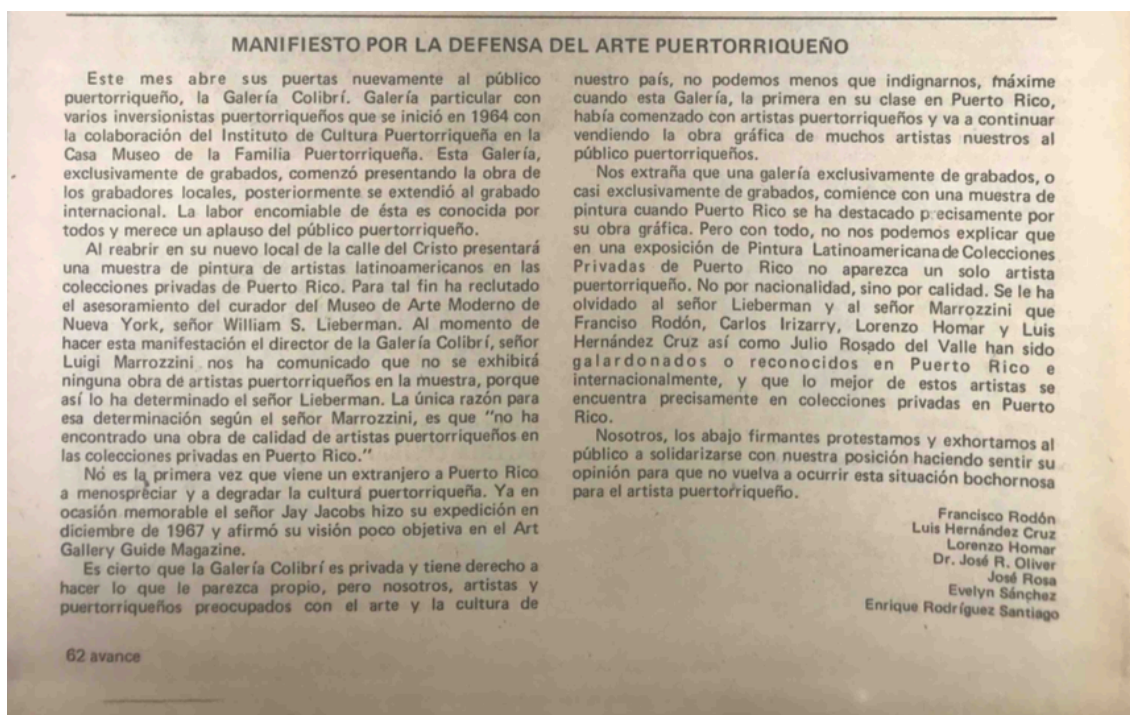 MANIFIESTO POR LA DEFENSA DEL ARTE PUERTORRIQUEÑO
Este mes abre sus puertas nuevamente al público
puertorriqueño, la Galería Colibrí. Galería particular con
varios inversionistas puertorriqueños que se inició en 1964 con
la colaboración del Instituto de Cultura Puertorriqueña en la
Casa Museo de la Familia Puertorriqueña. Esta Galería,
exclusivamente de grabados, comenzó presentando la obra de
los grabadores locales, posteriormente se extendió al grabado
internacional. La labor encomiable de ésta es conocida por
todos y merece un aplauso del público puertorriqueño.
Al reabrir en su nuevo local de la calle del Cristo presentará
una muestra de pintura de artistas latinoamericanos en las
colecciones privadas de Puerto Rico. Para tal fin ha reclutado
el asesoramiento del curador del Museo de Arte Moderno de
Nueva York, señor William S. Lieberman. Al momento de
hacer esta manifestación el director de la Galería Colibrí, señor
Luigi Marrozzini nos ha comunicado que no se exhibirá
ninguna obra de artistas puertorriqueños en la muestra, porque
así lo ha determinado el señor Lieberman. La única razón para
esa determinación según el señor Marrozzini, es que "no ha
encontrado una obra de calidad de artistas puertorriqueños en
las colecciones privadas en Puerto Rico."
No es la primera vez que viene un extranjero a Puerto Rico
a menospreciar y a degradar la cultura puertorriqueña. Ya en
ocasión memorable el señor Jay Jacobs hizo su expedición en
diciembre de 1967 y afirmó su visión poco objetiva en el Art
Gallery Guide Magazine.
Es cierto que la Galería Colibrí es privada y tiene derecho a
hacer lo que le parezca propio, pero nosotros, artistas y
puertorriqueños preocupados con el arte y la cultura de
nuestro país, no podemos menos que indignarnos, máxime
cuando esta Galería, la primera en su clase en Puerto Rico,
había comenzado con artistas puertorriqueños y va a continuar
vendiendo la obra gráfica de muchos artistas nuestros al
público puertorriqueños.
Nos extraña que una galería exclusivamente de grabados, o
casi exclusivamente de grabados, comience con una muestra de
pintura cuando Puerto Rico se ha destacado precisamente por
su obra gráfica. Pero con todo, no nos podemos explicar que
en una exposición de Pintura Latinoamericana de Colecciones
Privadas de Puerto Rico no aparezca un solo artista
puertorriqueño. No por nacionalidad, sino por calidad. Se le ha
olvidado al señor Lieberman y al señor Marrozzini que
Franciso Rodón, Carlos Irizarry, Lorenzo Homar y Luis
Hernández Cruz así como Julio Rosado del Valle han sido
galardonados o reconocidos en Puerto Rico e
internacionalmente, y que lo mejor de estos artistas se
encuentra precisamente en colecciones privadas en Puerto
Rico.
Nosotros, los abajo firmantes protestamos y exhortamos al
público a solidarizarse con nuestra posición haciendo sentir su
opinión para que no vuelva a ocurrir esta situación bochornosa
para el artista puertorriqueño.
Francisco Rodón
Luis Hernández Cruz
Lorenzo Homar
Dr. José R. Oliver
José Rosa
Evelyn Sánchez
Enrique Rodríguez Santiago
62 avance